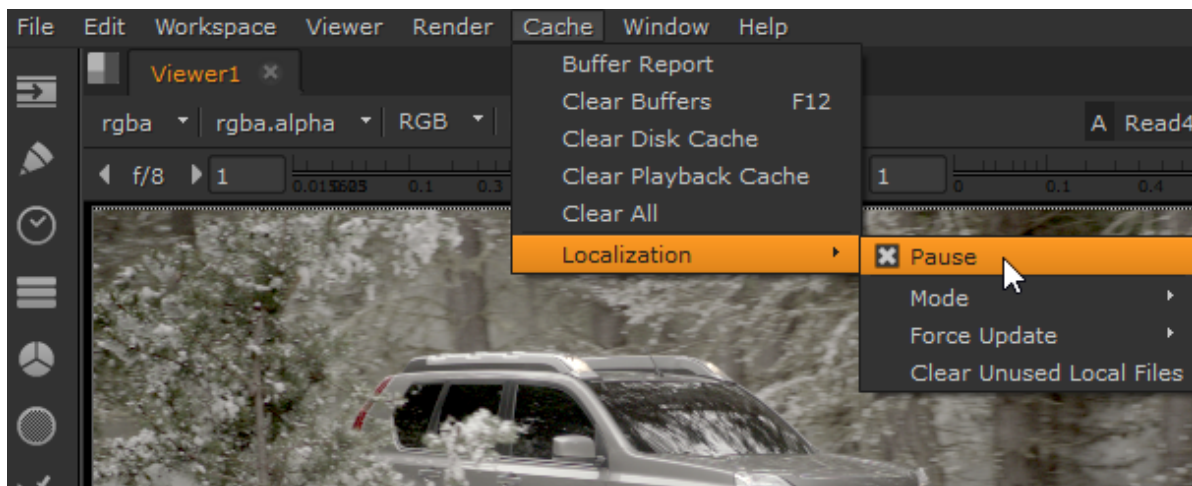 File Edit Workspace Viewer Render Cache Window Help
Viewer1
rgba rgba.alpha RGB
A Read4
f/8 1
0.1 0.3
1 0 0.1 0.4
Buffer Report
Clear Buffers F12
Clear Disk Cache
Clear Playback Cache
Clear All
Localization
Pause
Mode
Force Update
Clear Unused Local Files